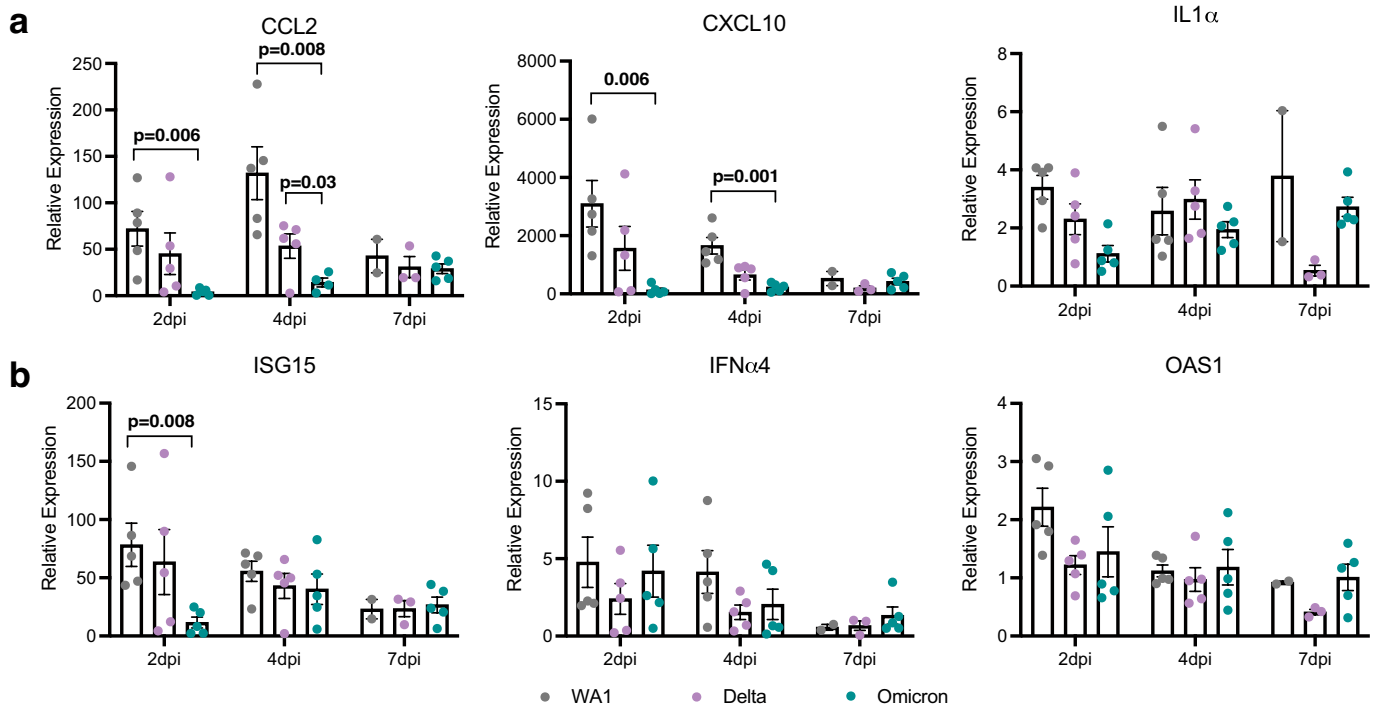 a
CCL2
CXCL10
IL1α
p=0.008
p=0.006
p=0.03
Relative Expression
250
200
150
100
50
0
2dpi 4dpi 7dpi
0.006
p=0.001
Relative Expression
8000
6000
4000
2000
0
2dpi 4dpi 7dpi
Relative Expression
8
6
4
2
0
2dpi 4dpi 7dpi
b
ISG15
IFNα4
OAS1
p=0.008
Relative Expression
200
150
100
50
0
2dpi 4dpi 7dpi
Relative Expression
15
10
5
0
2dpi 4dpi 7dpi
Relative Expression
4
3
2
1
0
2dpi 4dpi 7dpi
WA1 Delta Omicron